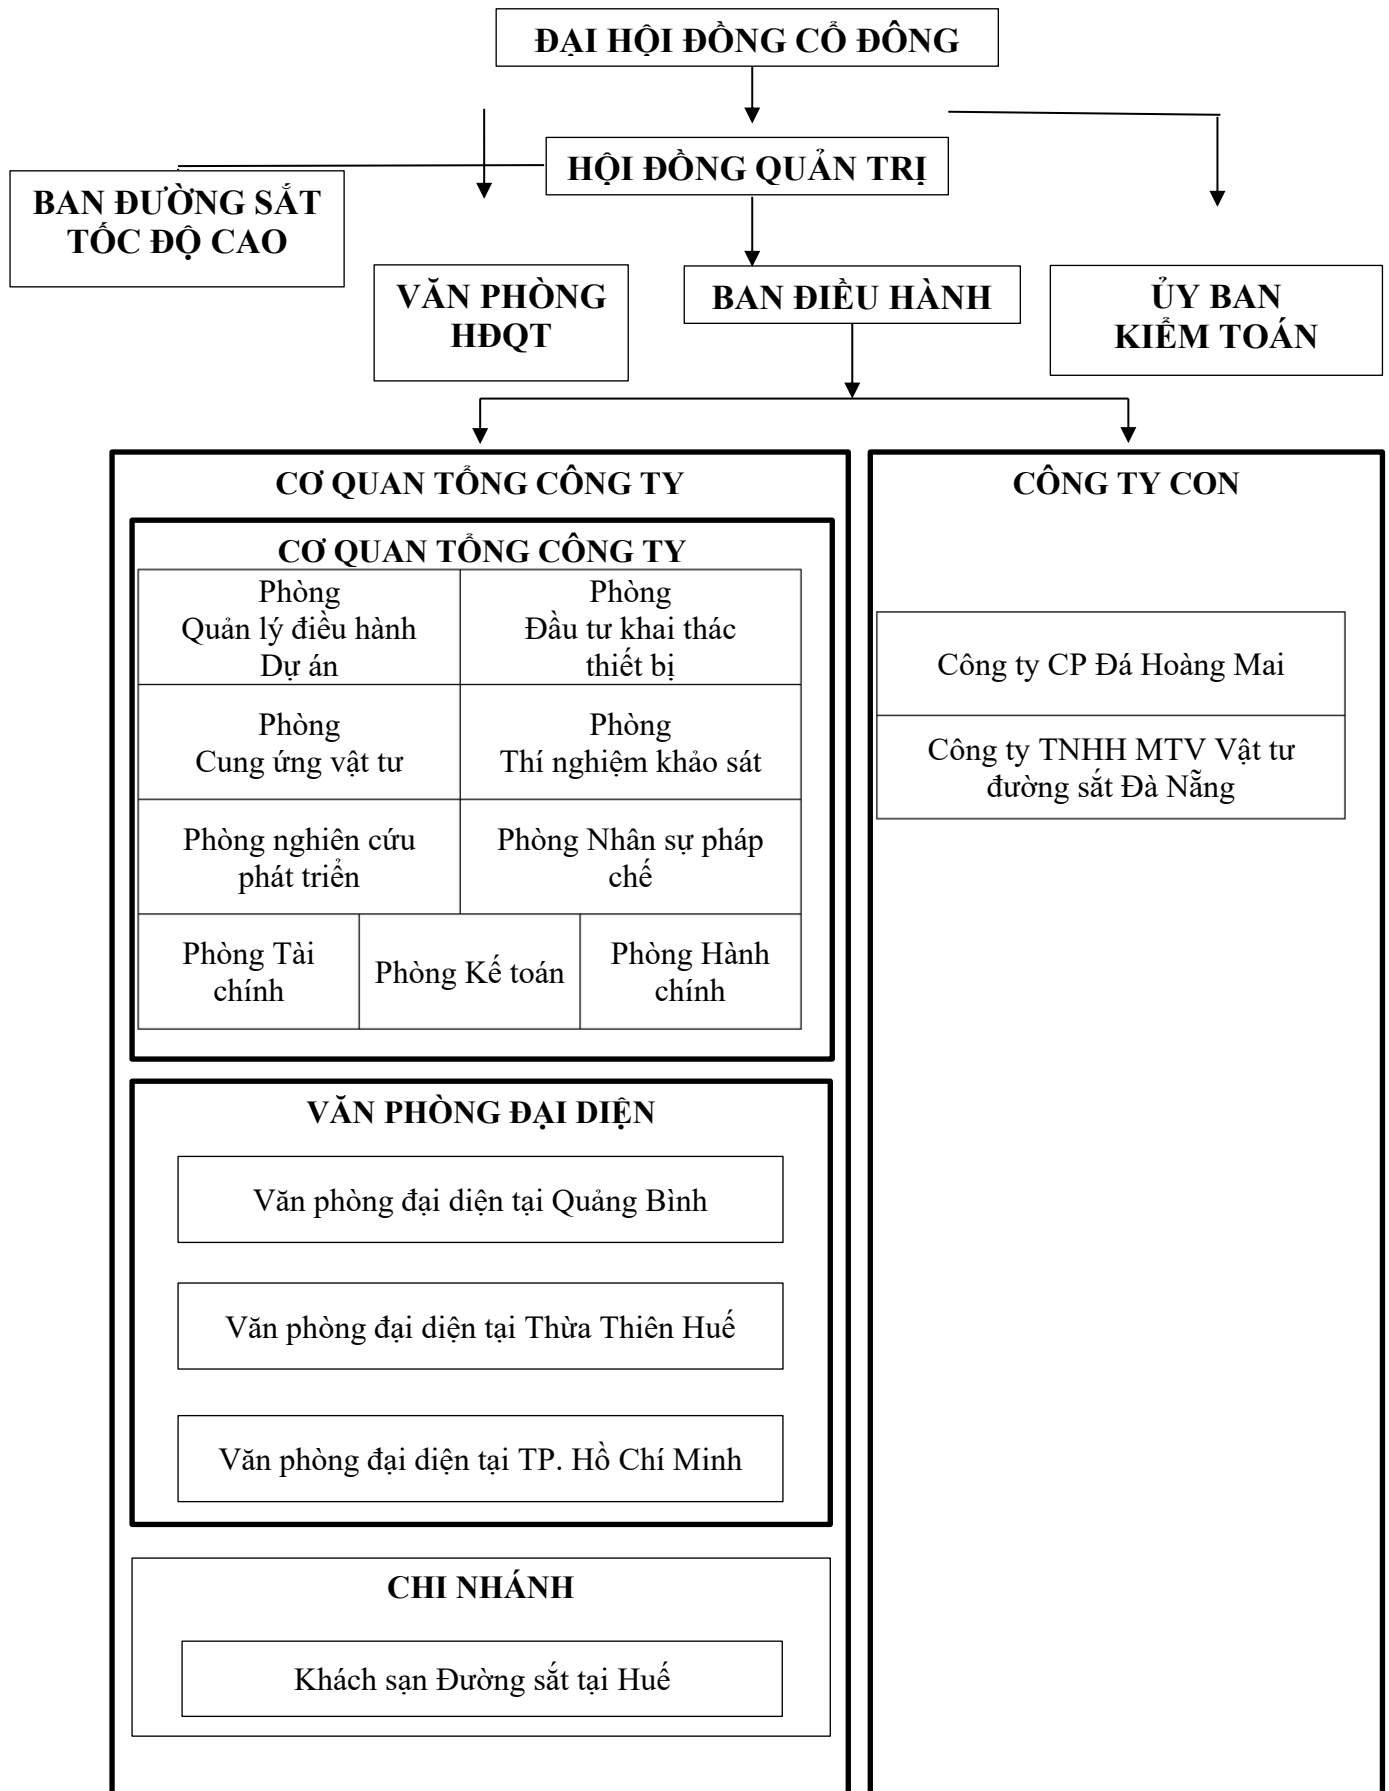 ĐẠI HỘI ĐỒNG CỔ ĐÔNG
HỘI ĐỒNG QUẢN TRỊ
BAN ĐƯỜNG SẮT
TỐC ĐỘ CAO
VĂN PHÒNG
HĐQT
BAN ĐIỀU HÀNH
ỦY BAN
KIỂM TOÁN
CƠ QUAN TỔNG CÔNG TY
CƠ QUAN TỔNG CÔNG TY
Phòng
Quản lý điều hành
Dự án
Phòng
Đầu tư khai thác
thiết bị
Phòng
Cung ứng vật tư
Phòng
Thí nghiệm khảo sát
Phòng nghiên cứu
phát triển
Phòng Nhân sự pháp
chế
Phòng Tài
chính
Phòng Kế toán
Phòng Hành
chính
VĂN PHÒNG ĐẠI DIỆN
Văn phòng đại diện tại Quảng Bình
Văn phòng đại diện tại Thừa Thiên Huế
Văn phòng đại diện tại TP. Hồ Chí Minh
CHI NHÁNH
Khách sạn Đường sắt tại Huế
CÔNG TY CON
Công ty CP Đá Hoàng Mai
Công ty TNHH MTV Vật tư
đường sắt Đà Nẵng